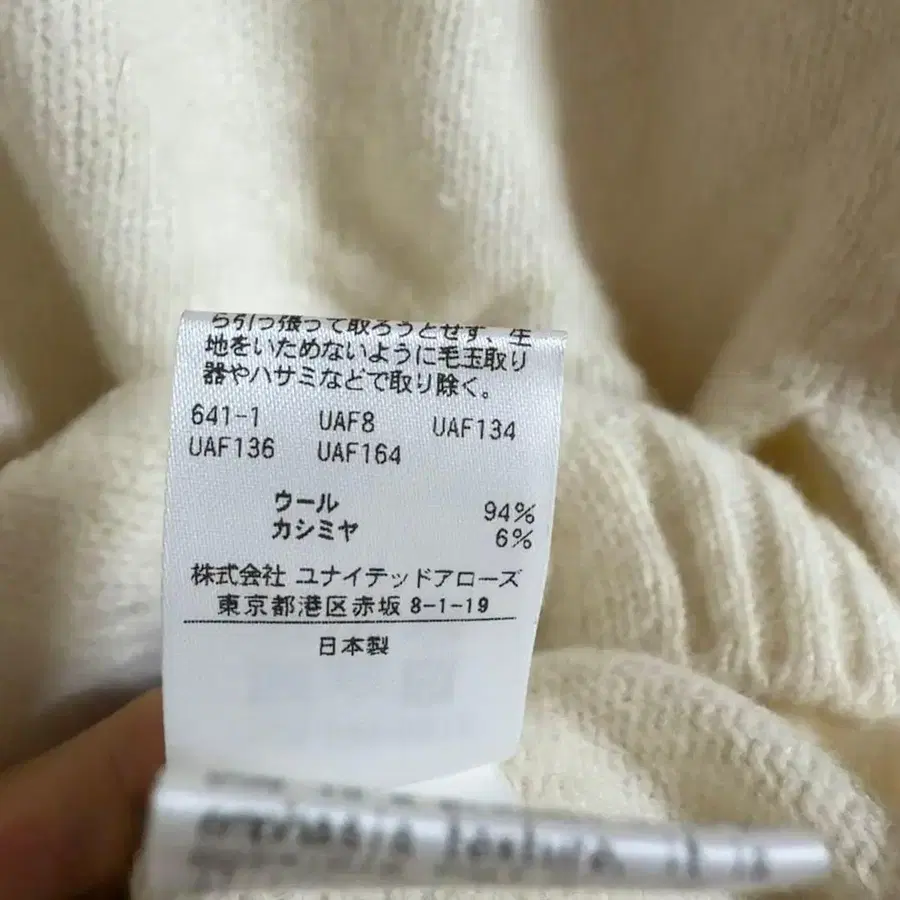 ら引っ張って取ろうとせず、生
地をいためないように毛玉取り
器やハサミなどで取り除く。
641-1 UAF8 UAF134
UAF136 UAF164
ウール 94%
カシミヤ 6%
株式会社 ユナイテッドアローズ
東京都港区赤坂 8-1-19
日本製